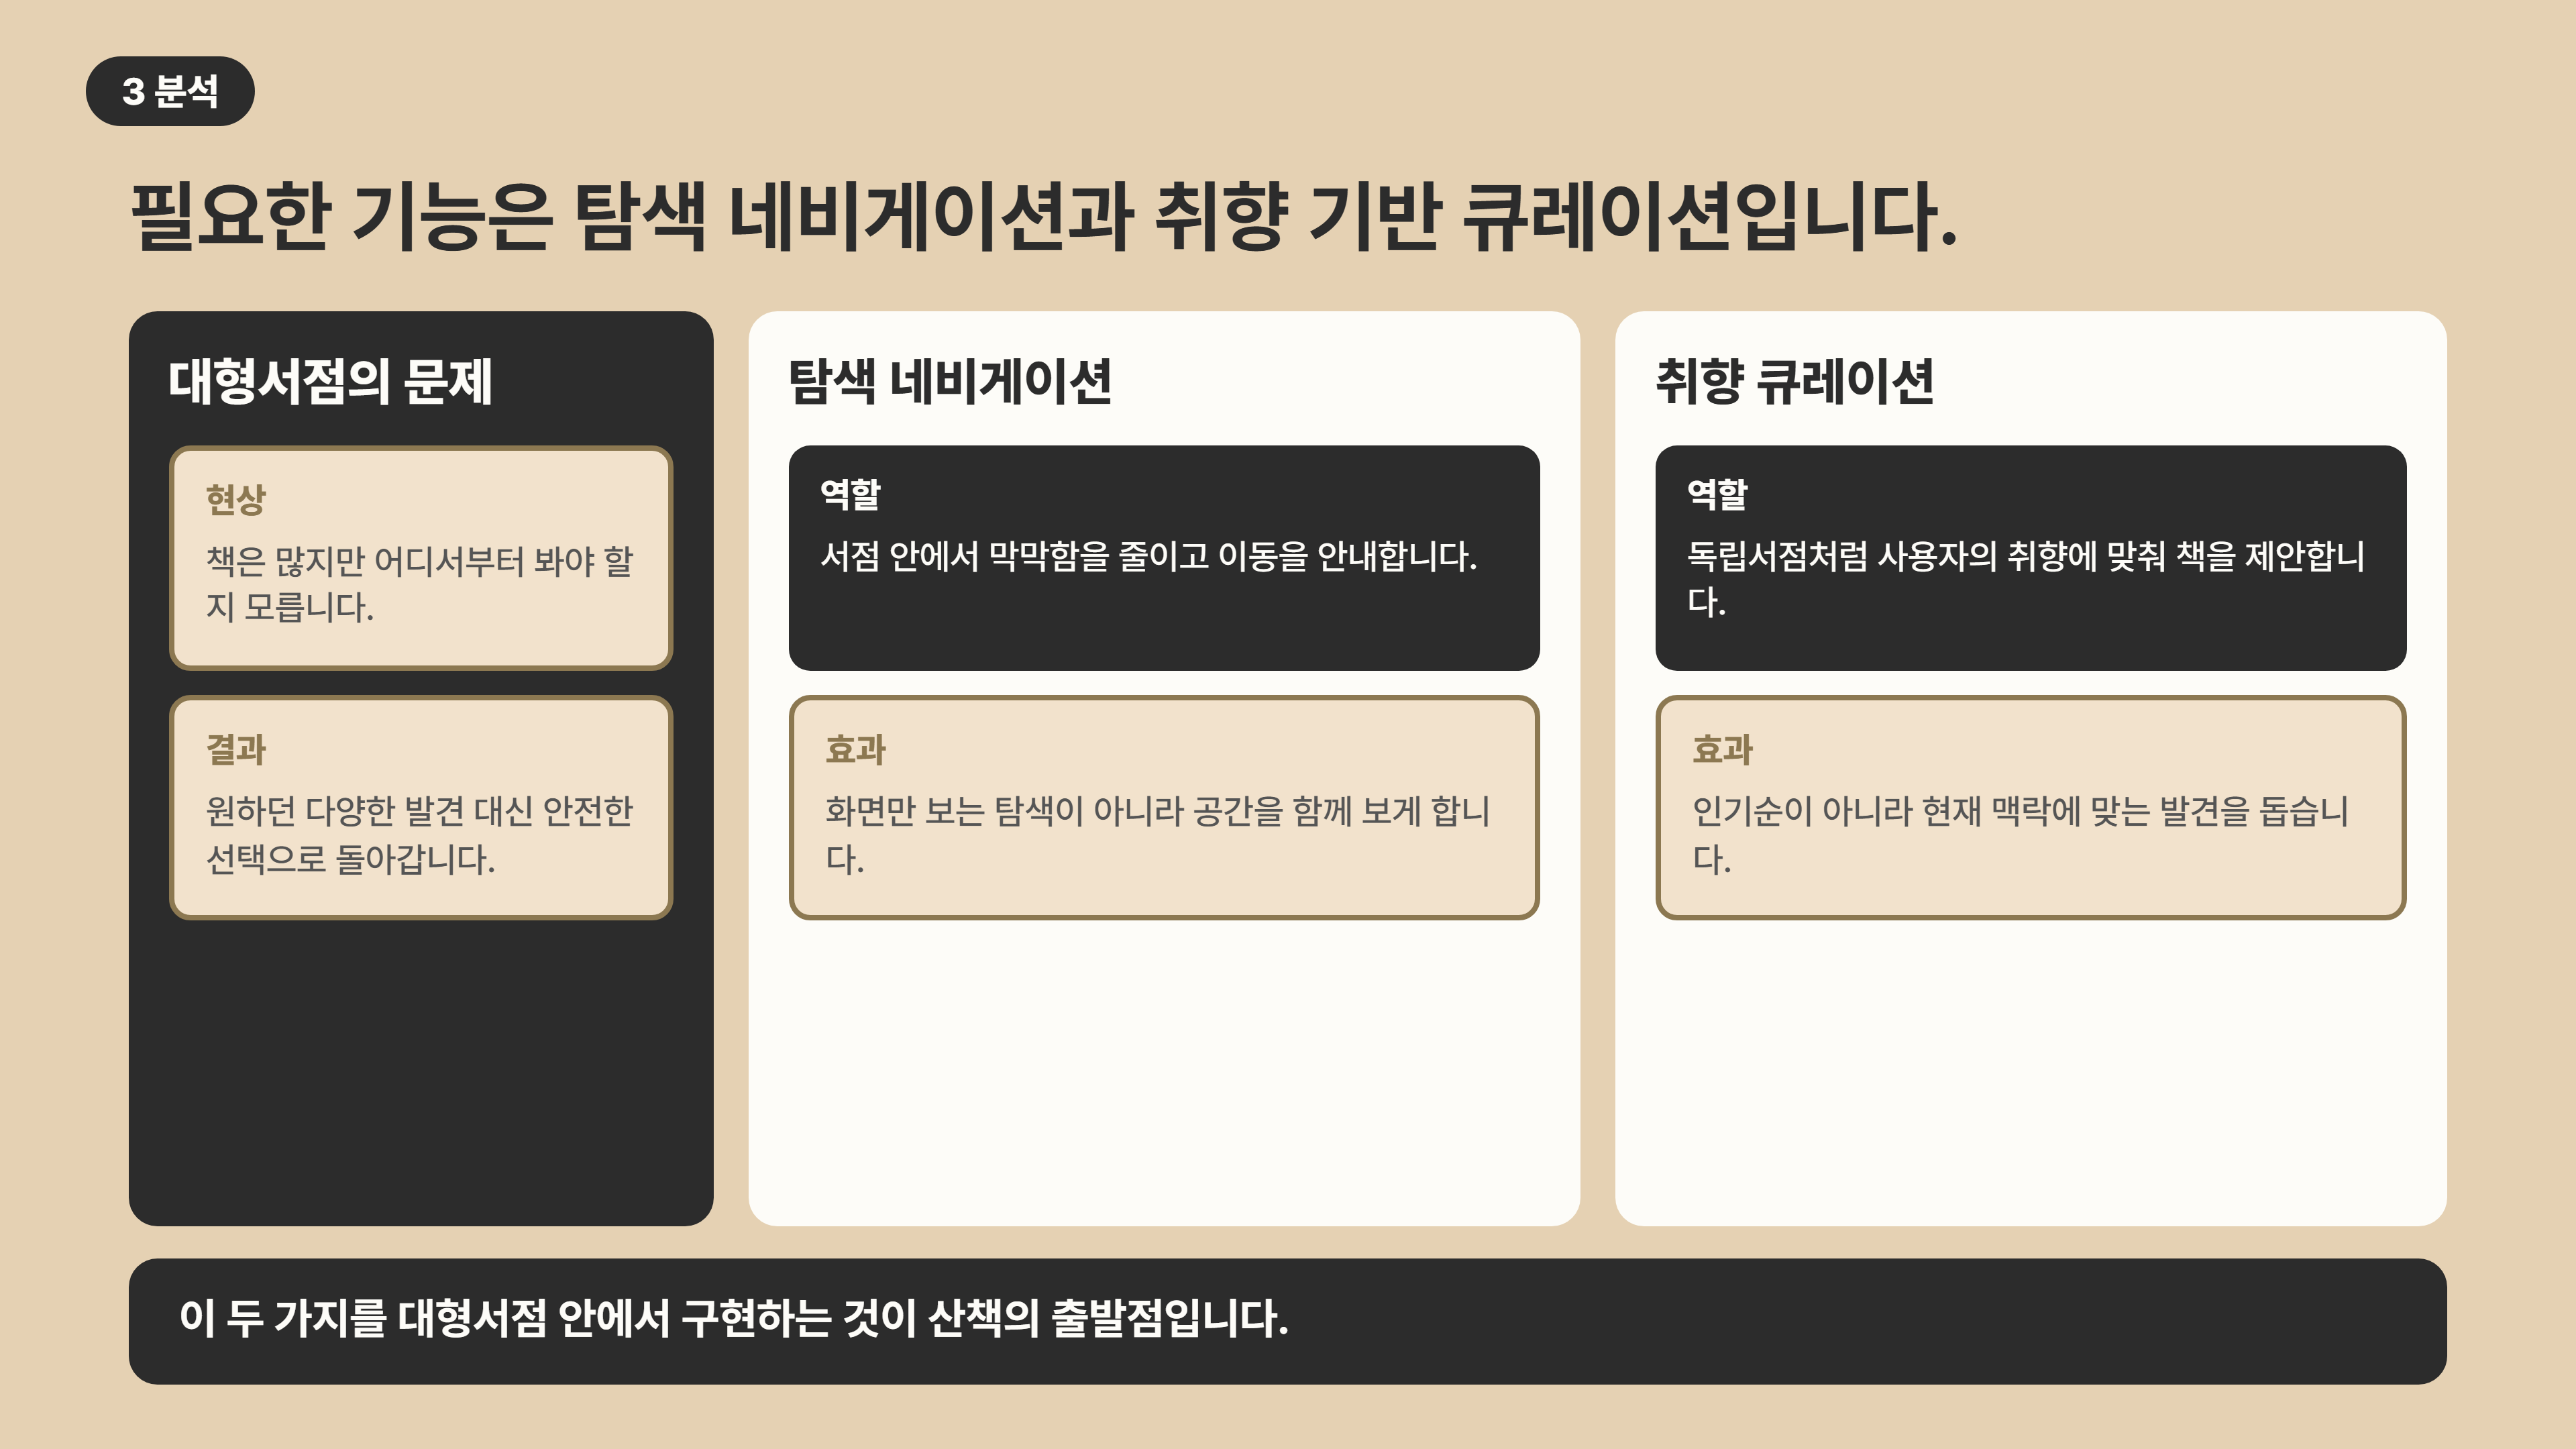 3 분석
필요한 기능은 탐색 네비게이션과 취향 기반 큐레이션입니다.
대형서점의 문제
현상
책은 많지만 어디서부터 봐야 할
지 모릅니다.
결과
원하던 다양한 발견 대신 안전한
선택으로 돌아갑니다.
탐색 네비게이션
역할
서점 안에서 막막함을 줄이고 이동을 안내합니다.
효과
화면만 보는 탐색이 아니라 공간을 함께 보게 합니
다.
취향 큐레이션
역할
독립서점처럼 사용자의 취향에 맞춰 책을 제안합니
다.
효과
인기순이 아니라 현재 맥락에 맞는 발견을 돕습니
다.
이 두 가지를 대형서점 안에서 구현하는 것이 산책의 출발점입니다.